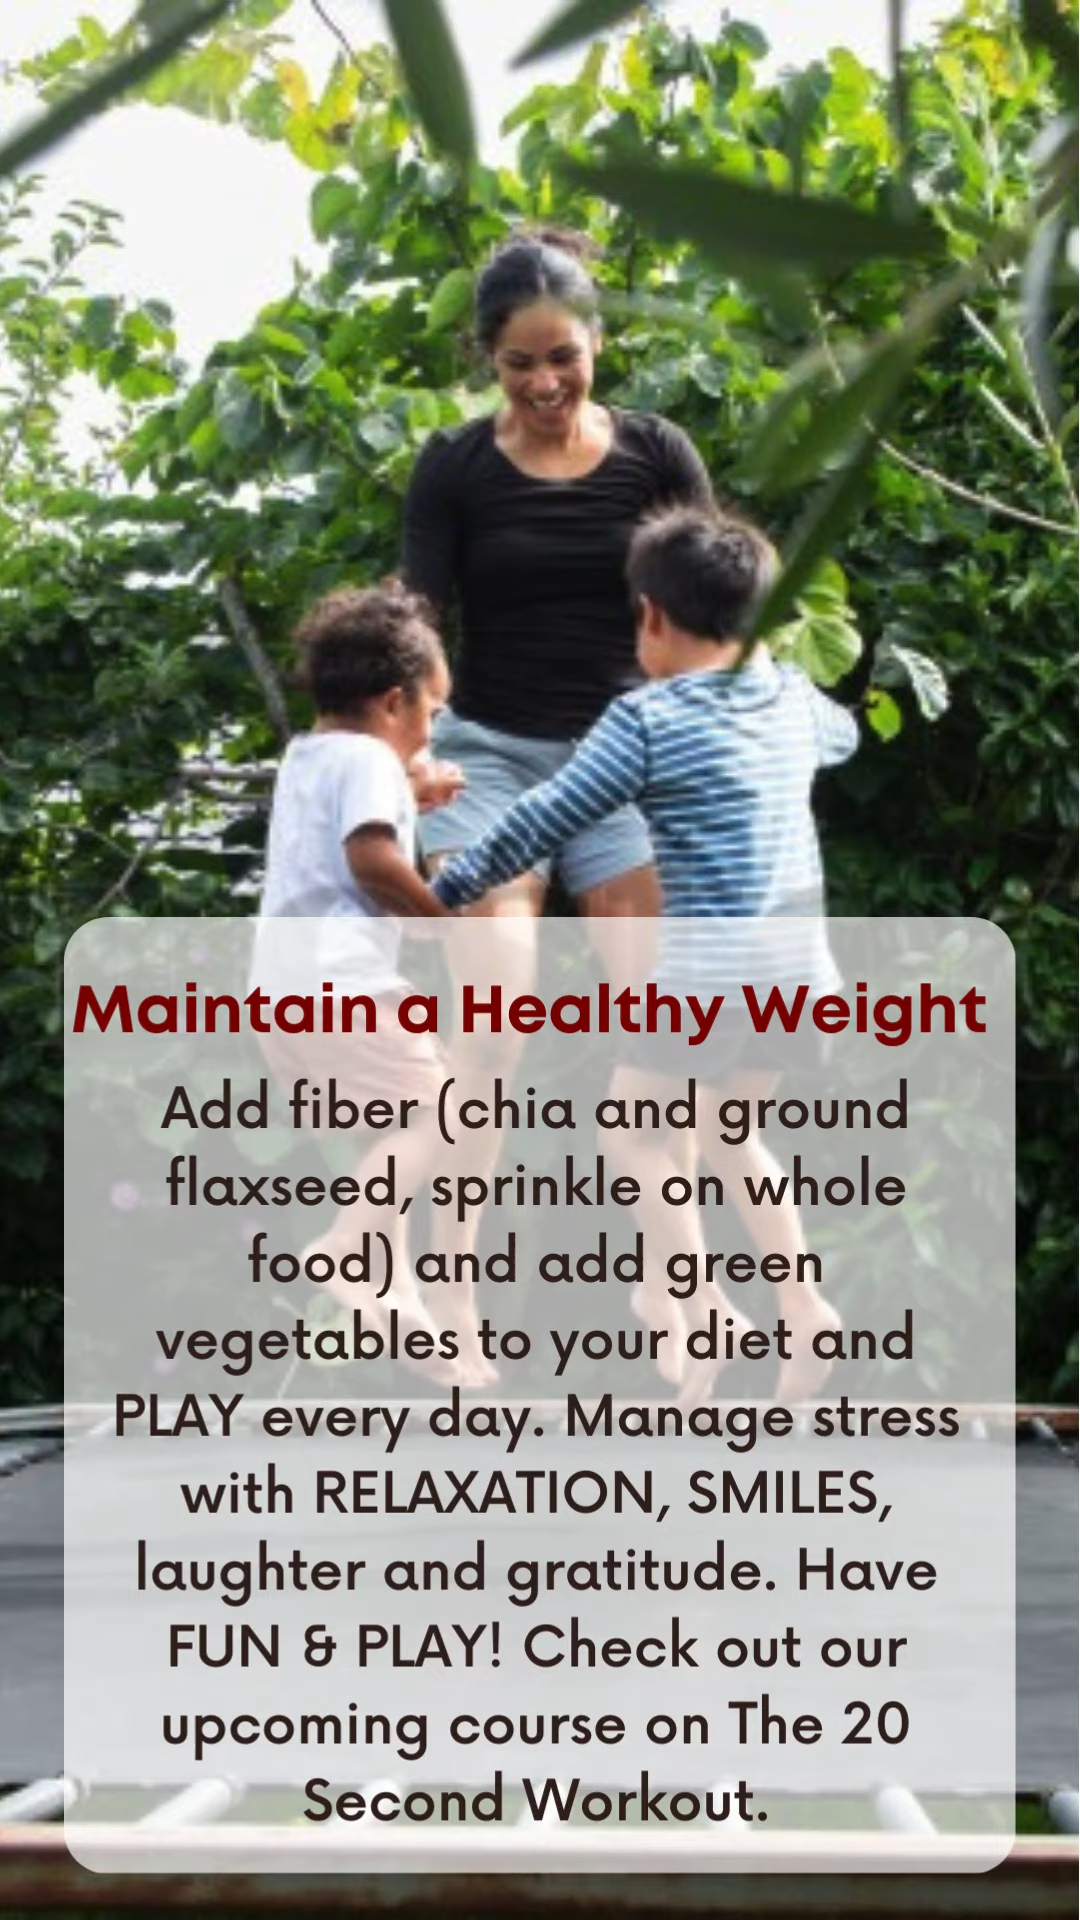 Maintain a Healthy Weight
Add fiber (chia and ground
flaxseed, sprinkle on whole
food) and add green
vegetables to your diet and
PLAY every day. Manage stress
with RELAXATION, SMILES,
laughter and gratitude. Have
FUN & PLAY! Check out our
upcoming course on The 20
Second Workout.